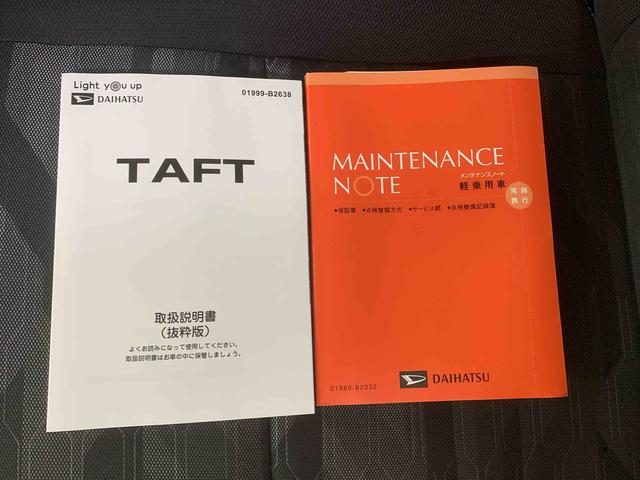 Light you up
DAIHATSU
01999-B2638
TAFT
取扱説明書
(抜粋版)
よくお読みになって使用してください。
取扱説明書はお車の中に保管しましょう。
MAINTENANCE
NOTE
メンテナンスノート
軽乗用車
常時
携行
●保証書 ●点検整備方式 ●サービス網 ●点検整備記録簿
01989-B2032
DAIHATSU